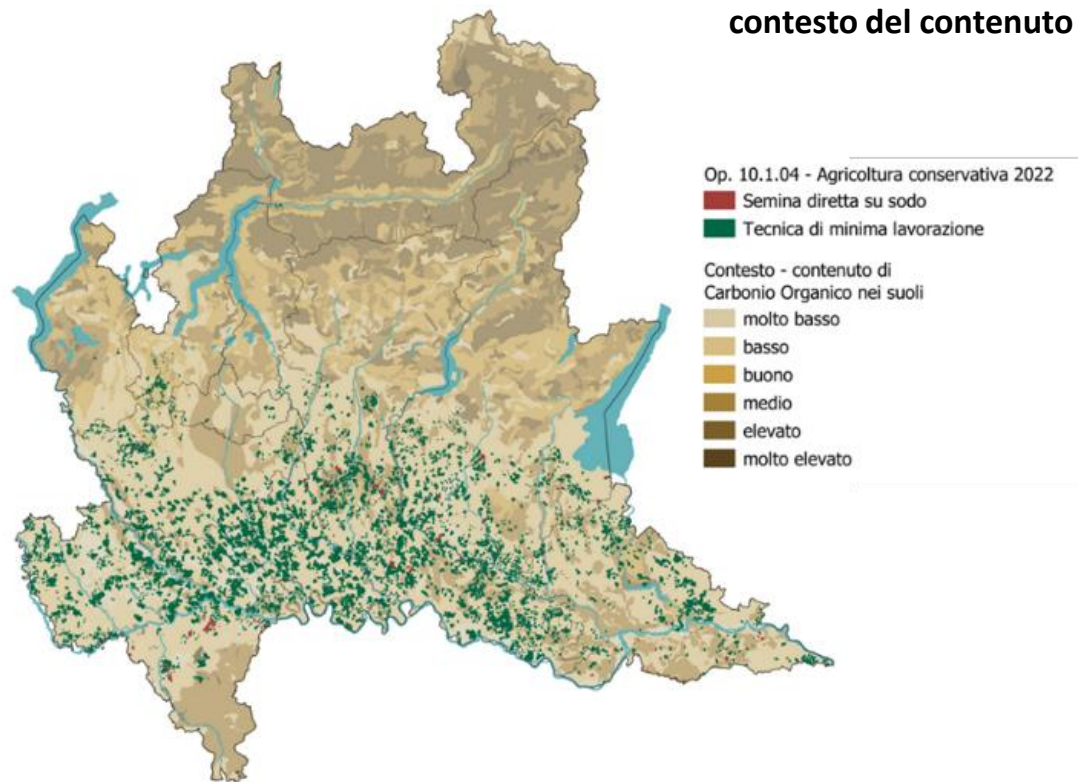 contesto del contenuto
Op. 10.1.04 - Agricoltura conservativa 2022
Semina diretta su sodo
Tecnica di minima lavorazione
Contesto - contenuto di
Carbonio Organico nei suoli
molto basso
basso
buono
medio
elevato
molto elevato